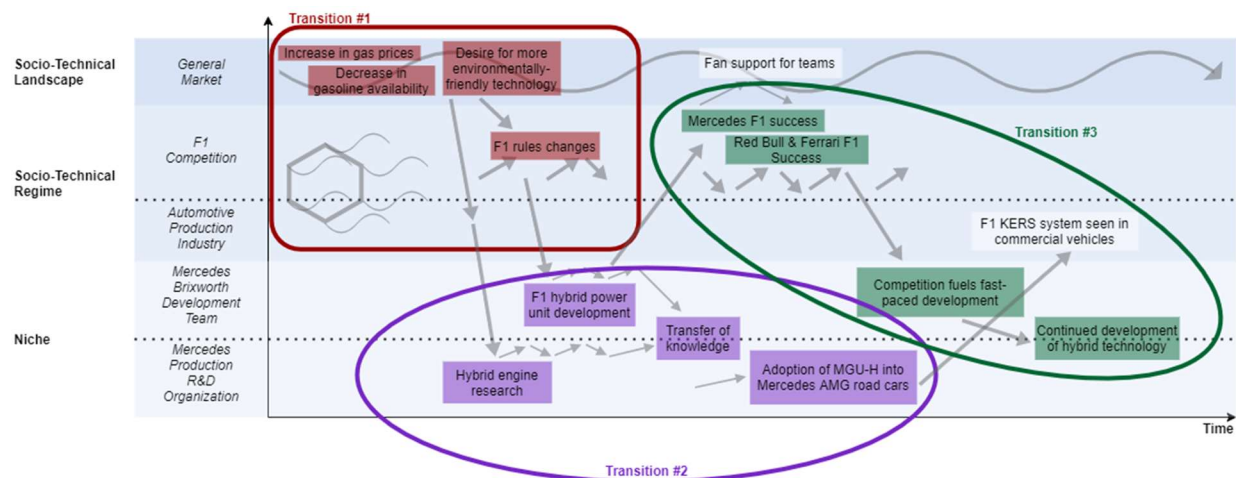 Transition #1
Socio-Technical
Landscape
General
Market
Increase in gas prices
Decrease in
gasoline availability
Desire for more
environmentally-
friendly technology
Fan support for teams
Socio-Technical
Regime
F1
Competition
F1 rules changes
Mercedes F1 success
Red Bull & Ferrari F1
Success
Transition #3
Automotive
Production
Industry
F1 KERS system seen in
commercial vehicles
Niche
Mercedes
Brixworth
Development
Team
F1 hybrid power
unit development
Competition fuels fast-
paced development
Transfer of
knowledge
Continued development
of hybrid technology
Mercedes
Production
R&D
Organization
Hybrid engine
research
Adoption of MGU-H into
Mercedes AMG road cars
Time
Transition #2